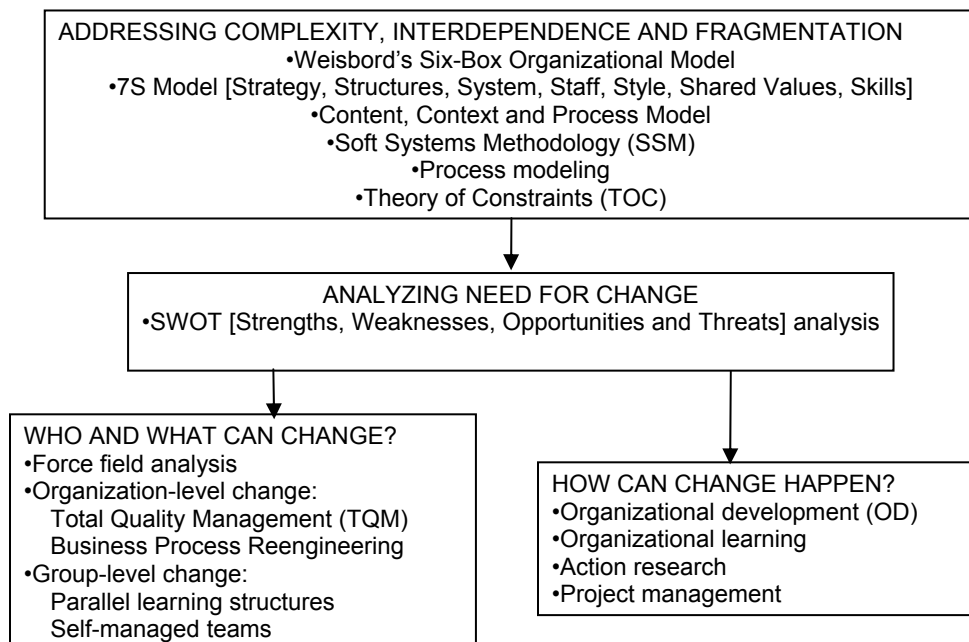 ADDRESSING COMPLEXITY, INTERDEPENDENCE AND FRAGMENTATION
•Weisbord's Six-Box Organizational Model
•7S Model [Strategy, Structures, System, Staff, Style, Shared Values, Skills]
•Content, Context and Process Model
•Soft Systems Methodology (SSM)
•Process modeling
•Theory of Constraints (TOC)
ANALYZING NEED FOR CHANGE
•SWOT [Strengths, Weaknesses, Opportunities and Threats] analysis
WHO AND WHAT CAN CHANGE?
•Force field analysis
•Organization-level change:
Total Quality Management (TQM)
Business Process Reengineering
•Group-level change:
Parallel learning structures
Self-managed teams
HOW CAN CHANGE HAPPEN?
•Organizational development (OD)
•Organizational learning
•Action research
•Project management